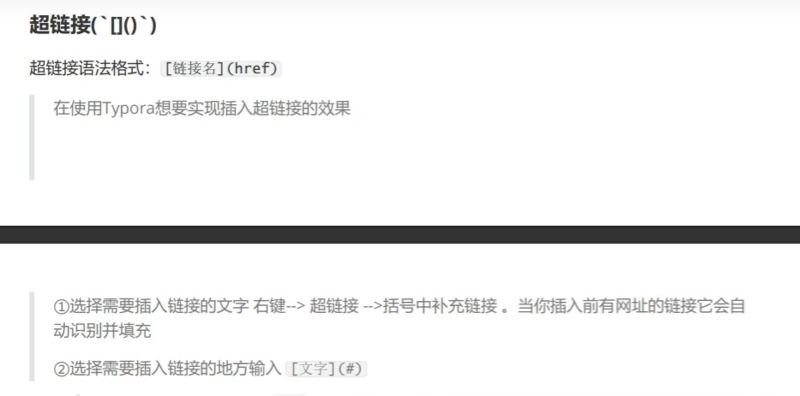 超链接(`[]()`)
超链接语法格式：[链接名](href)
在使用Typora想要实现插入超链接的效果
①选择需要插入链接的文字 右键--> 超链接 -->括号中补充链接 。当你插入前有网址的链接它会自
动识别并填充
②选择需要插入链接的地方输入 [文字](#)